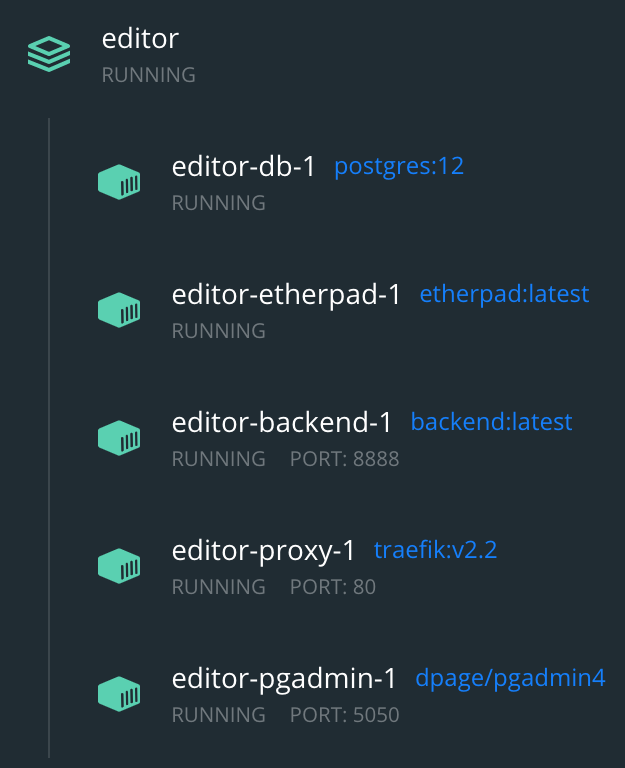 editor
RUNNING
editor-db-1 postgres:12
RUNNING
editor-etherpad-1 etherpad:latest
RUNNING
editor-backend-1 backend:latest
RUNNING PORT: 8888
editor-proxy-1 traefik:v2.2
RUNNING PORT: 80
editor-pgadmin-1 dpage/pgadmin4
RUNNING PORT: 5050